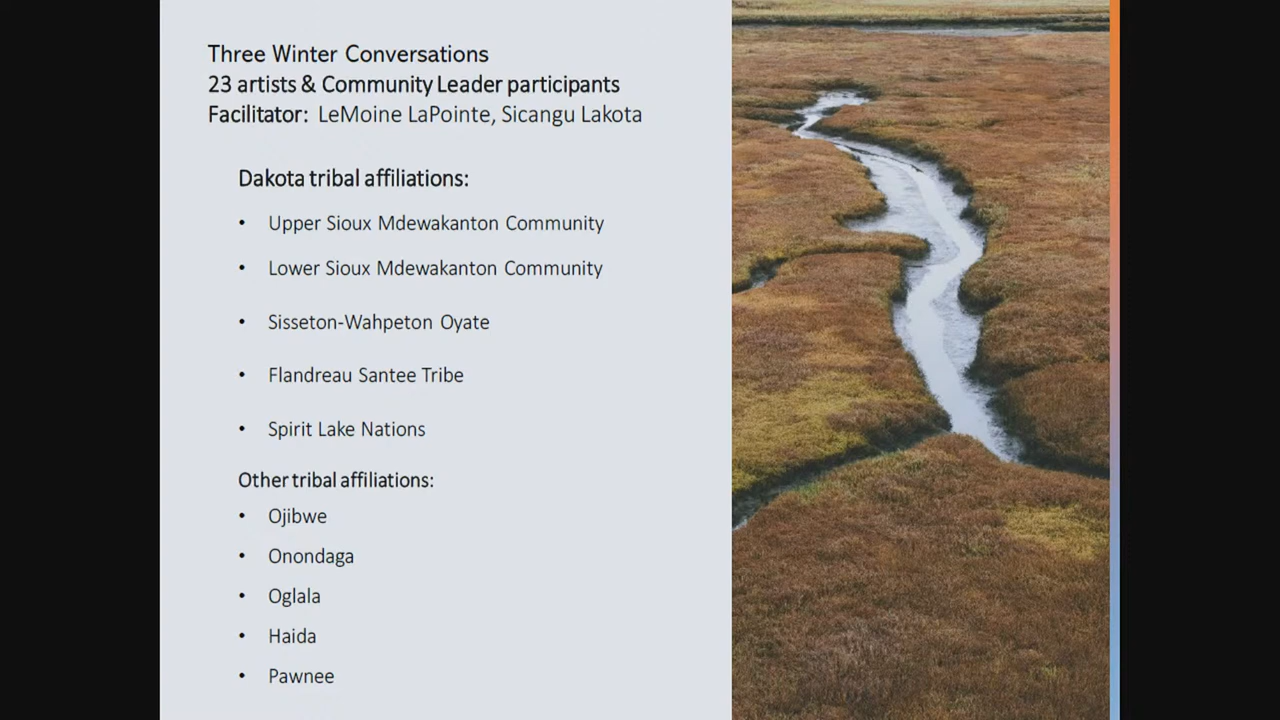 Three Winter Conversations
23 artists & Community Leader participants
Facilitator: LeMoine LaPointe, Sicangu Lakota
Dakota tribal affiliations:
• Upper Sioux Mdewakanton Community
• Lower Sioux Mdewakanton Community
• Sisseton-Wahpeton Oyate
• Flandreau Santee Tribe
• Spirit Lake Nations
Other tribal affiliations:
• Ojibwe
• Onondaga
• Oglala
• Haida
• Pawnee